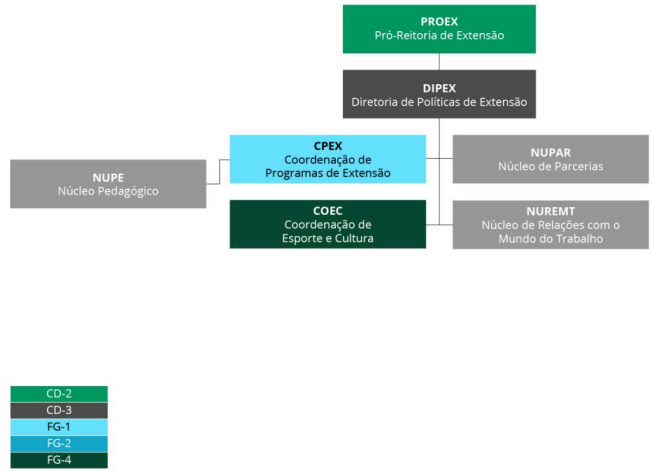 PROEX
Pró-Reitoria de Extensão
DIPEX
Diretoria de Políticas de Extensão
CPEX
Coordenação de
Programas de Extensão
NUPAR
Núcleo de Parcerias
NUPE
Núcleo Pedagógico
COEC
Coordenação de
Esporte e Cultura
NUREMT
Núcleo de Relações com o
Mundo do Trabalho
CD-2
CD-3
FG-1
FG-2
FG-4